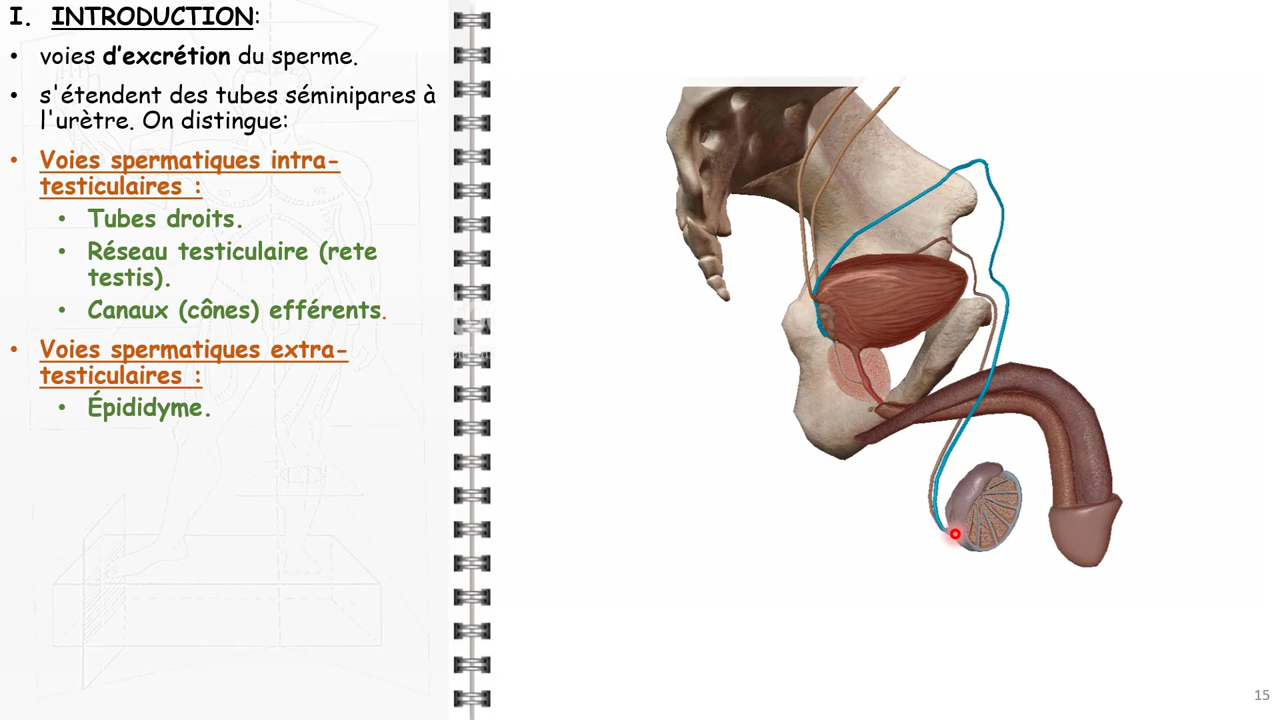 I. INTRODUCTION:
• voies d'excrétion du sperme.
• s'étendent des tubes séminipares à
l'urètre. On distingue:
• Voies spermatiques intra-
testiculaires :
• Tubes droits.
• Réseau testiculaire (rete
testis).
• Canaux (cônes) efférents.
• Voies spermatiques extra-
testiculaires :
• Épididyme.
15